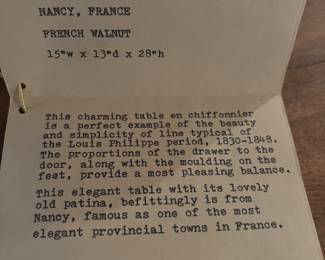 NANCY, FRANCE
FRENCH WALNUT
15"w x 13"d x 28"h
This charming table en chiffonnier
is a perfect example of the beauty
and simplicity of line typical of
the Louis Philippe period, 1830-1848.
The proportions of the drawer to the
door, along with the moulding on the
feet, provide a most pleasing balance.
This elegant table with its lovely
old patina, befittingly is from
Nancy, famous as one of the most
elegant provincial towns in France.